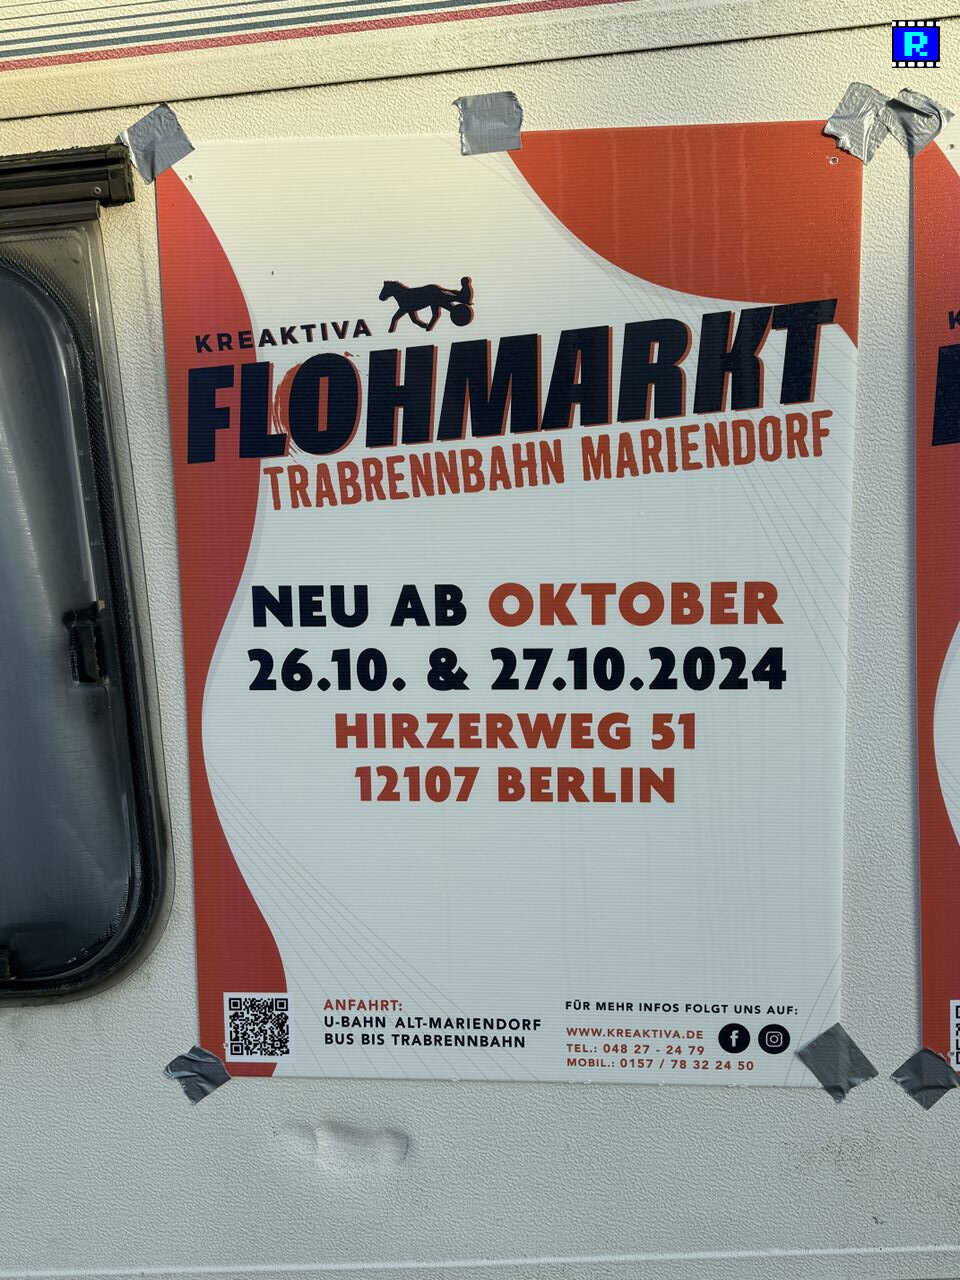 R
KREAKTIVA
FLOHMARKT
TRABRENNBAHN MARIENDORF
NEU AB OKTOBER
26.10. & 27.10.2024
HIRZERWEG 51
12107 BERLIN
ANFAHRT:
U-BAHN ALT-MARIENDORF
BUS BIS TRABRENNBAHN
FÜR MEHR INFOS FOLGT UNS AUF:
WWW.KREAKTIVA.DE
TEL.: 048 27 - 24 79
MOBIL.: 0157 / 78 32 24 50